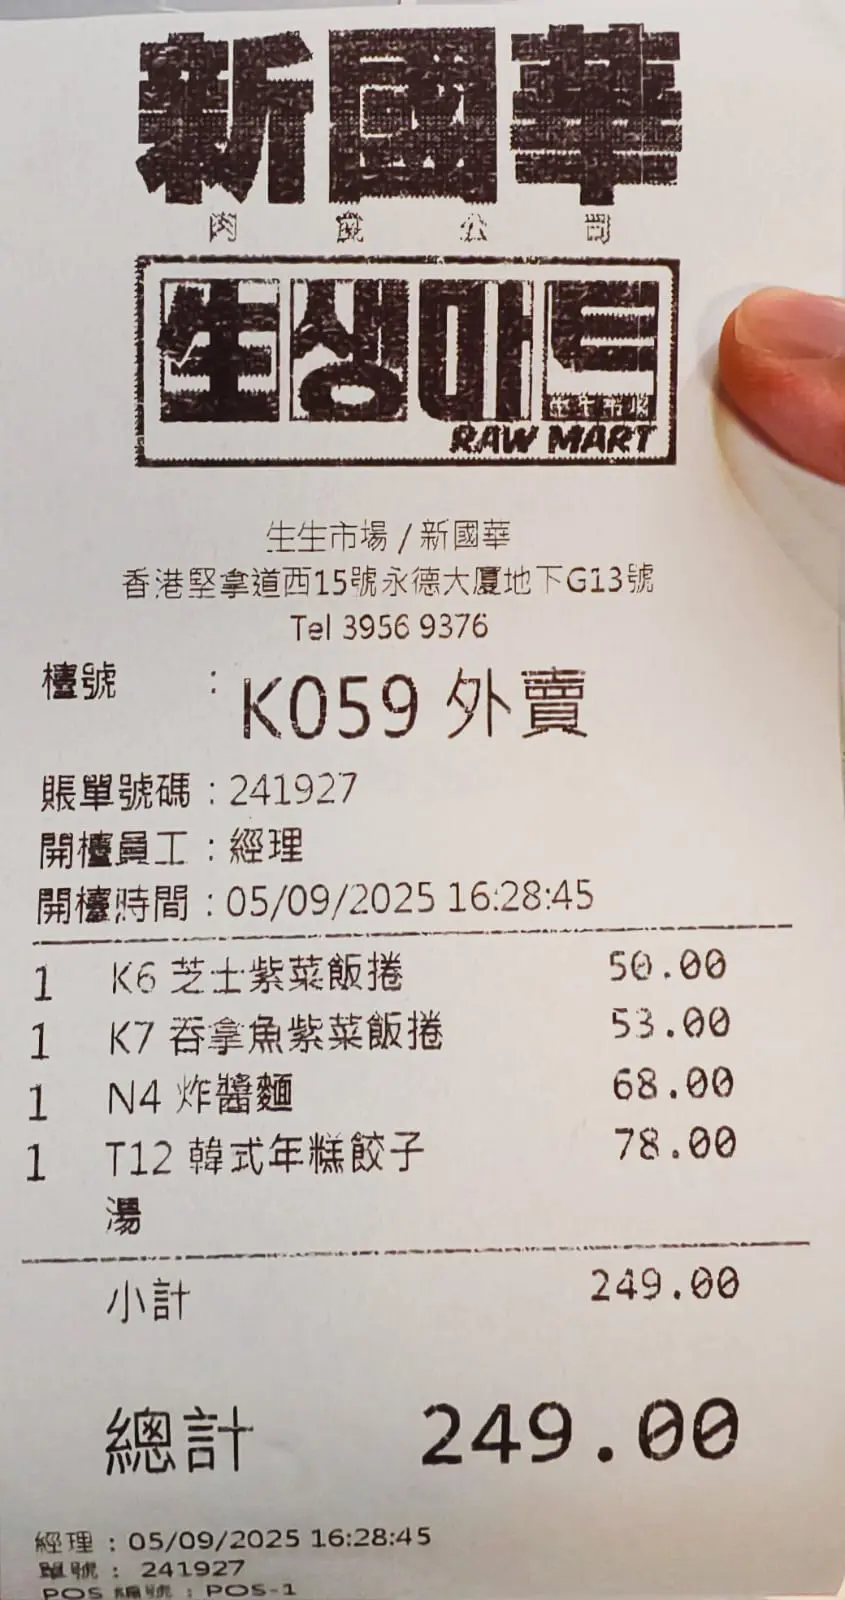 新國華
肉食公司
生생마트
RAW MART
生生市場 / 新國華
香港堅拿道西15號永德大廈地下G13號
Tel 3956 9376
檯號 : K059 外賣
賬單號碼 : 241927
開檯員工 : 經理
開檯時間 : 05/09/2025 16:28:45
1 K6 芝士紫菜飯捲 50.00
1 K7 吞拿魚紫菜飯捲 53.00
1 N4 炸醬麵 68.00
1 T12 韓式年糕餃子 78.00
湯
小計 249.00
總計 249.00
經理 : 05/09/2025 16:28:45
單號 : 241927
POS 編號 : POS-1